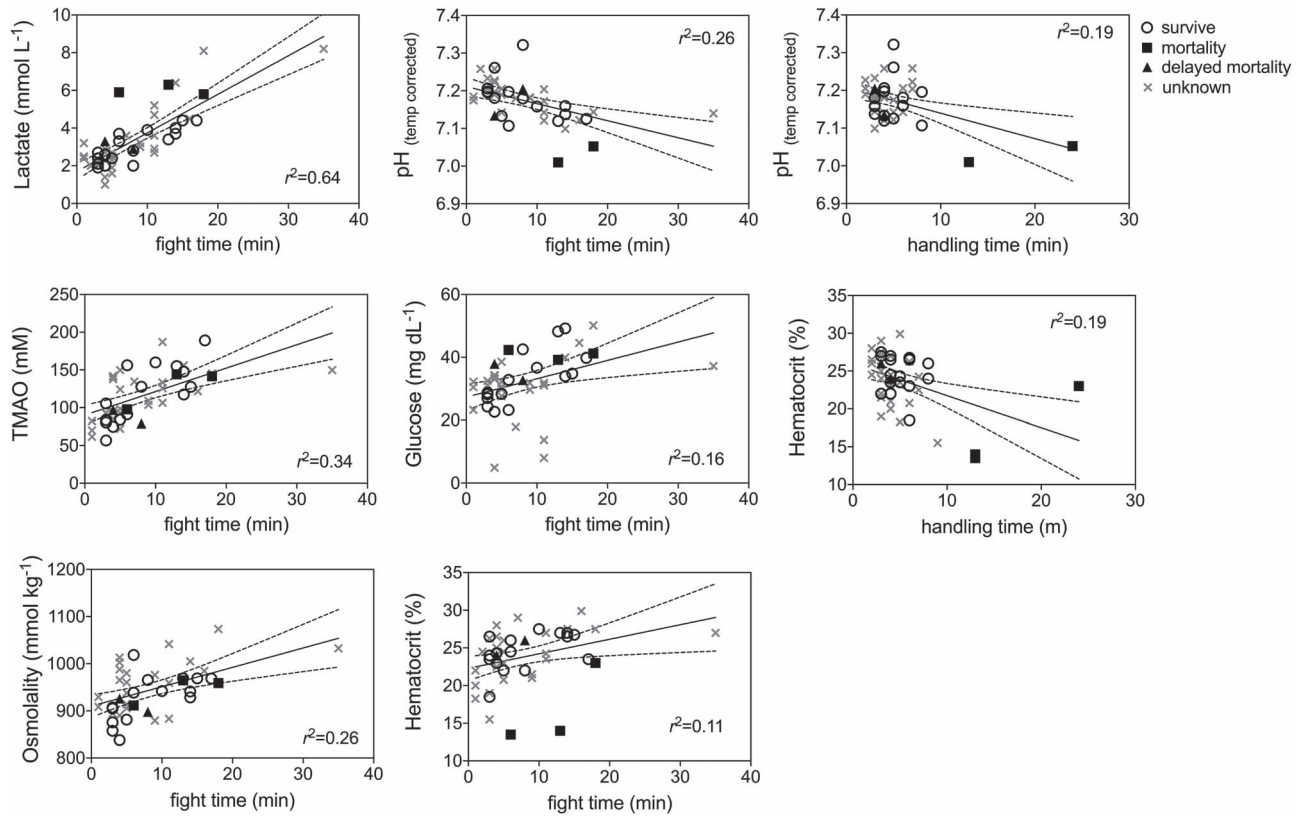 Lactate (mmol L-1)
10
8
6
4
2
0
r2=0.64
0 10 20 30 40
fight time (min)
pH (temp corrected)
7.4
7.3
7.2
7.1
7.0
6.9
r2=0.26
0 10 20 30 40
fight time (min)
pH (temp corrected)
7.4
7.3
7.2
7.1
7.0
6.9
r2=0.19
0 10 20 30
handling time (min)
survive
mortality
delayed mortality
unknown
TMAO (mM)
250
200
150
100
50
0
r2=0.34
0 10 20 30 40
fight time (min)
Glucose (mg dL-1)
60
40
20
0
r2=0.16
0 10 20 30 40
fight time (min)
Hematocrit (%)
35
30
25
20
15
10
r2=0.19
0 10 20 30
handling time (m)
Osmolality (mmol kg-1)
1200
1100
1000
900
800
r2=0.26
0 10 20 30 40
fight time (min)
Hematocrit (%)
35
30
25
20
15
10
r2=0.11
0 10 20 30 40
fight time (min)